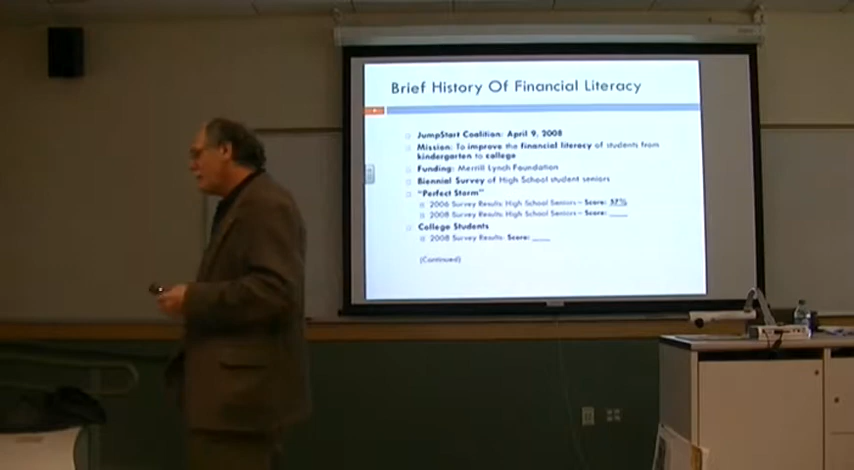 Brief History Of Financial Literacy
JumpStart Coalition: April 9, 2008
Mission: To improve the financial literacy of students from
kindergarten to college
Funding: Merrill Lynch Foundation
Biennial Survey of High School student seniors
"Perfect Storm"
2006 Survey Results: High School Seniors – Score: 57%
2008 Survey Results: High School Seniors – Score: ____
College Students
2008 Survey Results: Score: ____
(Continued)